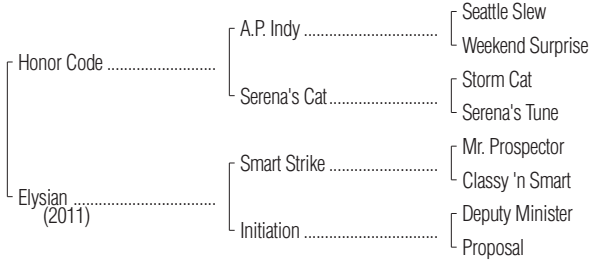 Seattle Slew
A.P. Indy ..................................
Weekend Surprise
Honor Code ...........................
Storm Cat
Serena's Cat...........................
Serena's Tune
Mr. Prospector
Smart Strike ...........................
Classy 'n Smart
Elysian ...................................
(2011)
Deputy Minister
Initiation ..................................
Proposal